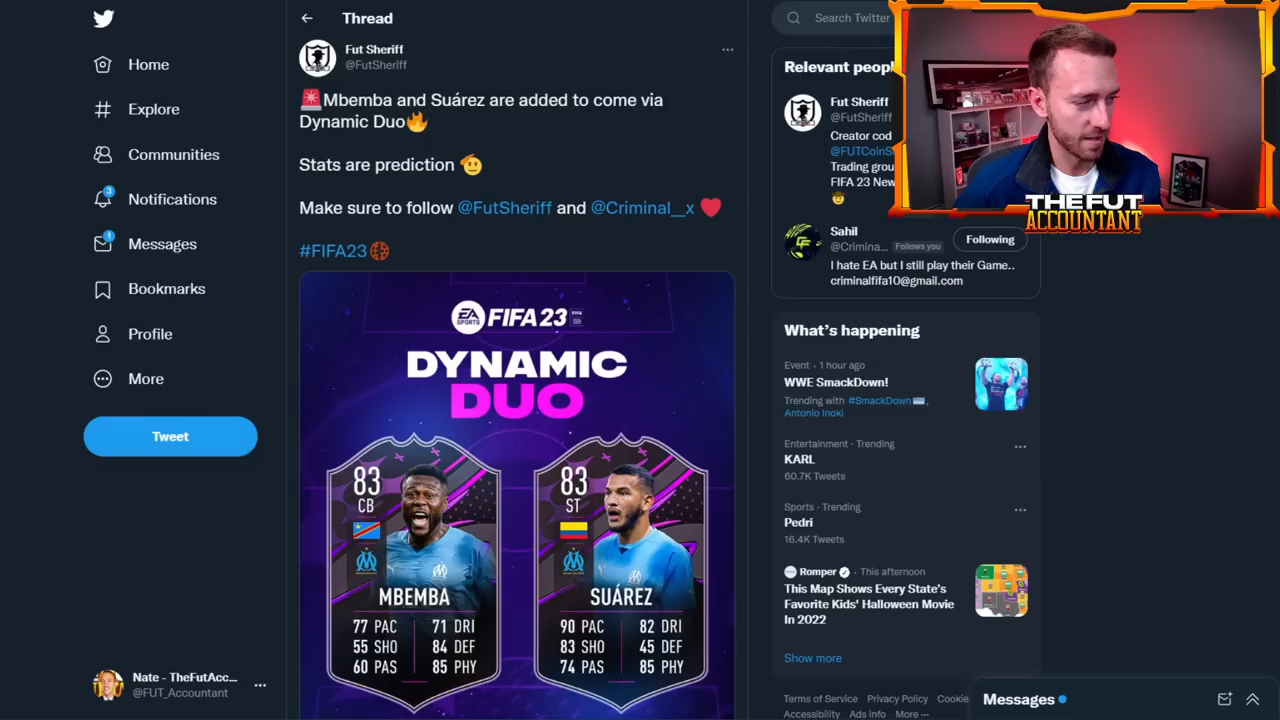 Home
Explore
Communities
3
Notifications
1
Messages
Bookmarks
Profile
More
Tweet
Nate - TheFutAcc...
@FUT_Accountant
Thread
Fut Sheriff
@FutSheriff
🚨Mbemba and Suárez are added to come via
Dynamic Duo🔥
Stats are prediction 🫡
Make sure to follow @FutSheriff and @Criminal__x ❤️
#FIFA23
EA SPORTS FIFA 23
DYNAMIC
DUO
83
CB
MBEMBA
77 PAC 71 DRI
55 SHO 84 DEF
60 PAS 85 PHY
83
ST
SUÁREZ
90 PAC 82 DRI
83 SHO 45 DEF
74 PAS 85 PHY
Search Twitter
Relevant peopl
Fut Sheriff
@FutSheriff
Creator cod
@FUTCoinS
Trading grou
FIFA 23 New
Sahil
@Crimina... Follows you
Following
I hate EA but I still play their Game..
criminalfifa10@gmail.com
THE FUT
ACCOUNTANT
What's happening
Event · 1 hour ago
WWE SmackDown!
Trending with #SmackDown ,
Antonio Inoki
Entertainment · Trending
KARL
60.7K Tweets
Sports · Trending
Pedri
16.4K Tweets
Romper · This afternoon
This Map Shows Every State's
Favorite Kids' Halloween Movie
In 2022
Show more
Terms of Service Privacy Policy Cookie
Accessibility Ads info More ...
Messages